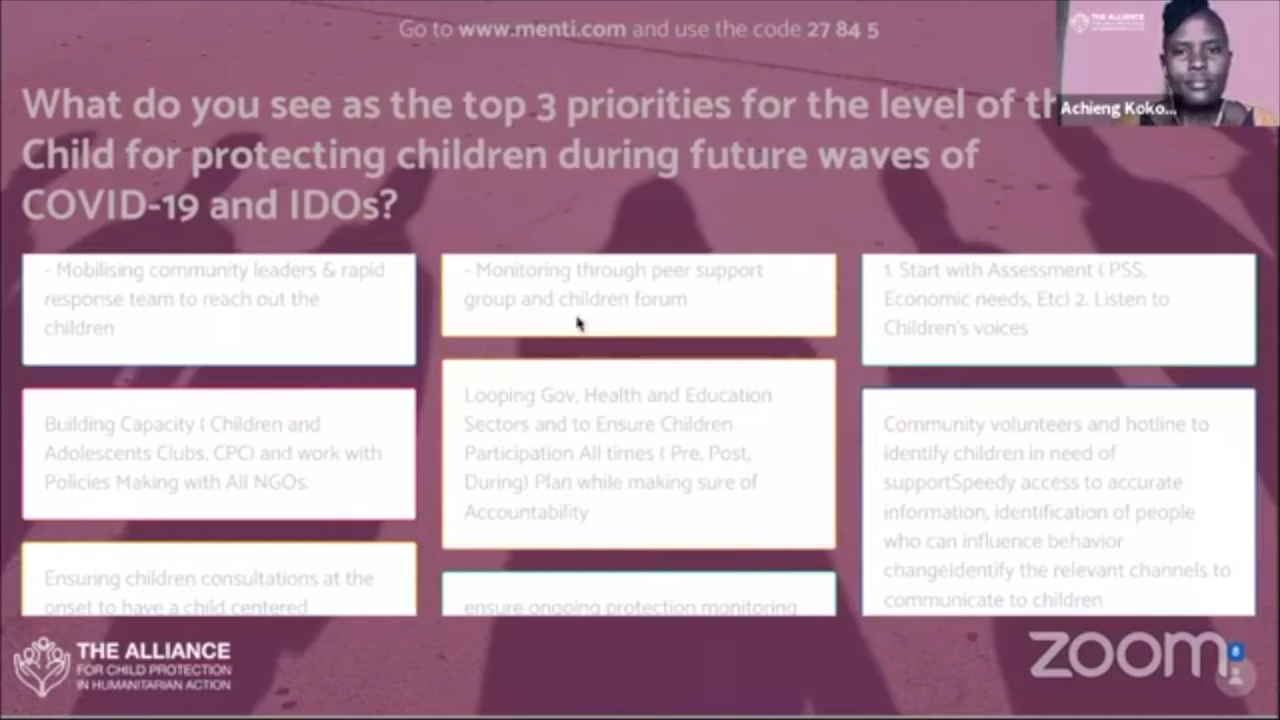 Go to www.menti.com and use the code 27 84 5
THE ALLIANCE
What do you see as the top 3 priorities for the level of th
Achieng Koko...
Child for protecting children during future waves of
COVID-19 and IDOs?
- Mobilising community leaders & rapid
response team to reach out the
children
Building Capacity ( Children and
Adolescents Clubs, CPC) and work with
Policies Making with All NGOs.
Ensuring children consultations at the
onset to have a child centered
- Monitoring through peer support
group and children forum
Looping Gov, Health and Education
Sectors and to Ensure Children
Participation All times ( Pre, Post,
During) Plan while making sure of
Accountability
ensure ongoing protection monitoring
1. Start with Assessment ( PSS,
Economic needs, Etc) 2. Listen to
Children's voices
Community volunteers and hotline to
identify children in need of
supportSpeedy access to accurate
information, identification of people
who can influence behavior
changeIdentify the relevant channels to
communicate to children
THE ALLIANCE
FOR CHILD PROTECTION
IN HUMANITARIAN ACTION
zoom
8